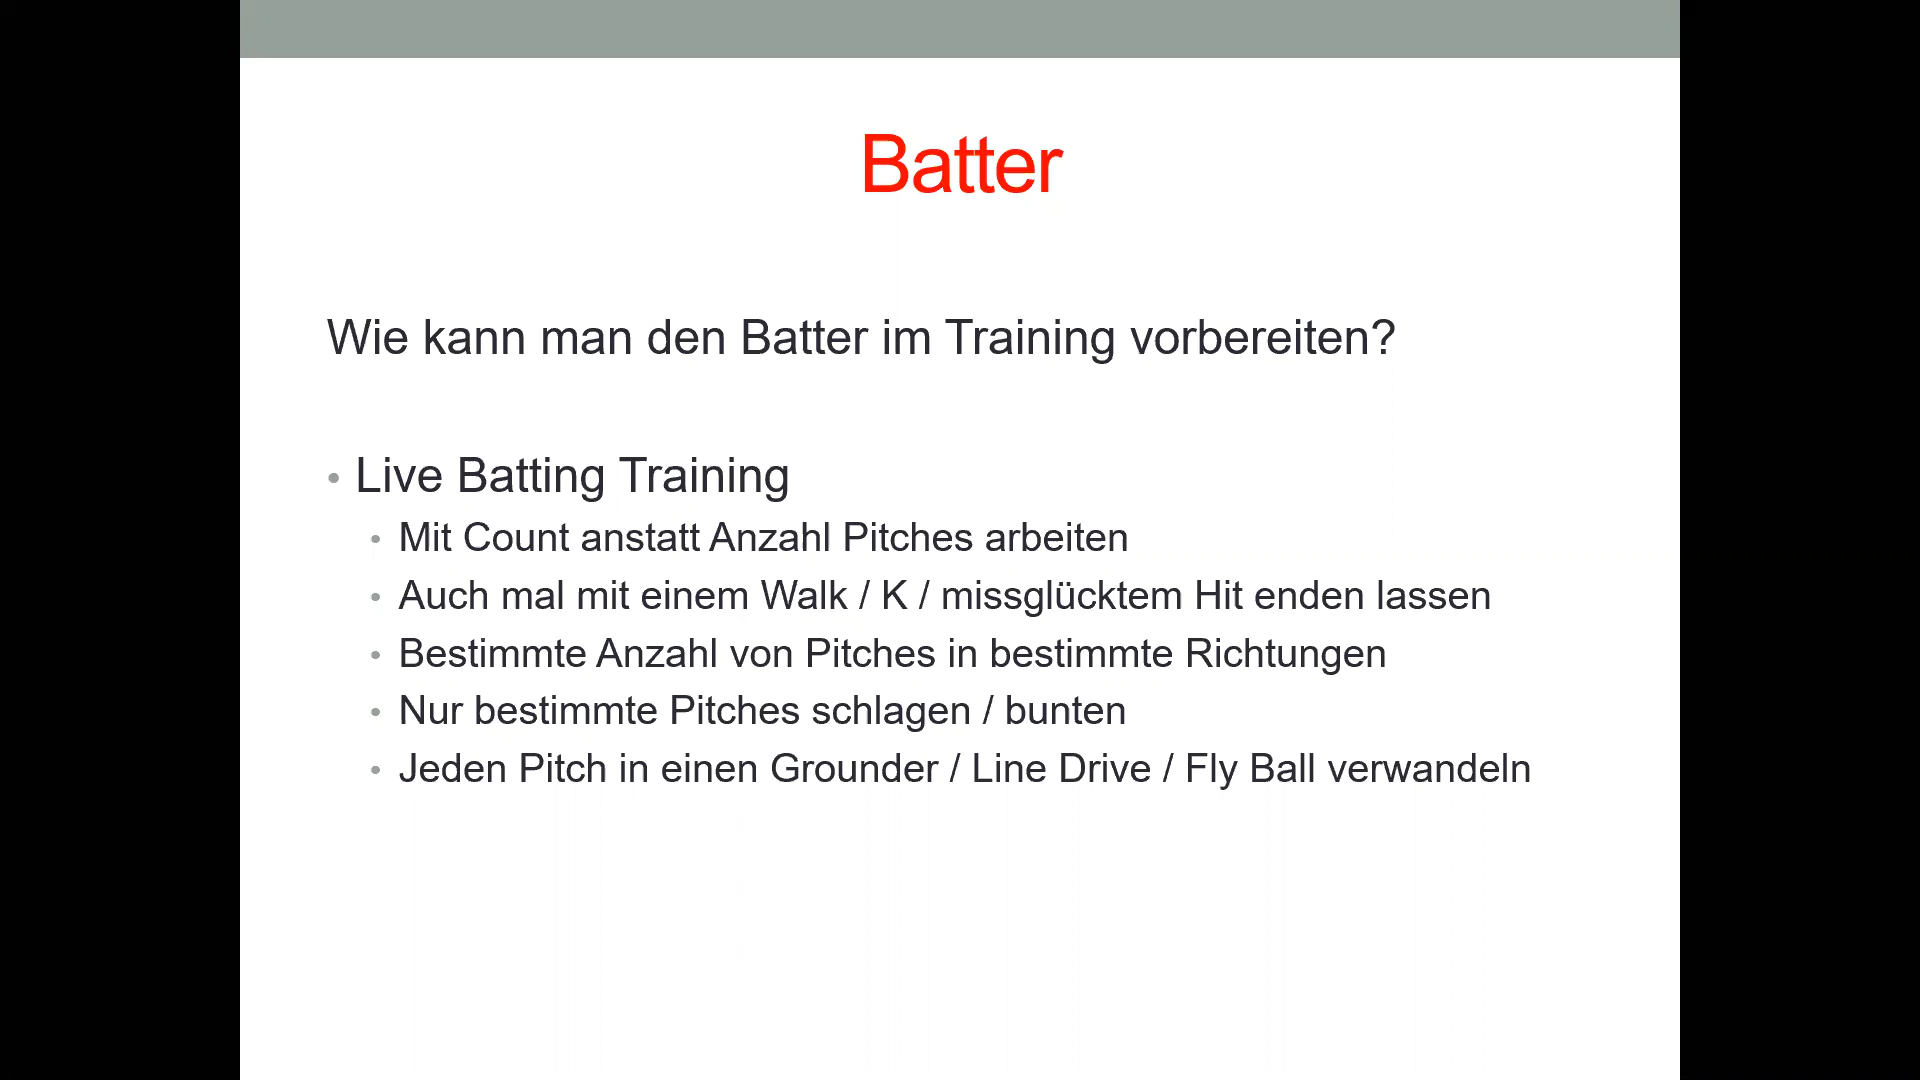 Batter
Wie kann man den Batter im Training vorbereiten?
• Live Batting Training
• Mit Count anstatt Anzahl Pitches arbeiten
• Auch mal mit einem Walk / K / missglücktem Hit enden lassen
• Bestimmte Anzahl von Pitches in bestimmte Richtungen
• Nur bestimmte Pitches schlagen / bunten
• Jeden Pitch in einen Grounder / Line Drive / Fly Ball verwandeln